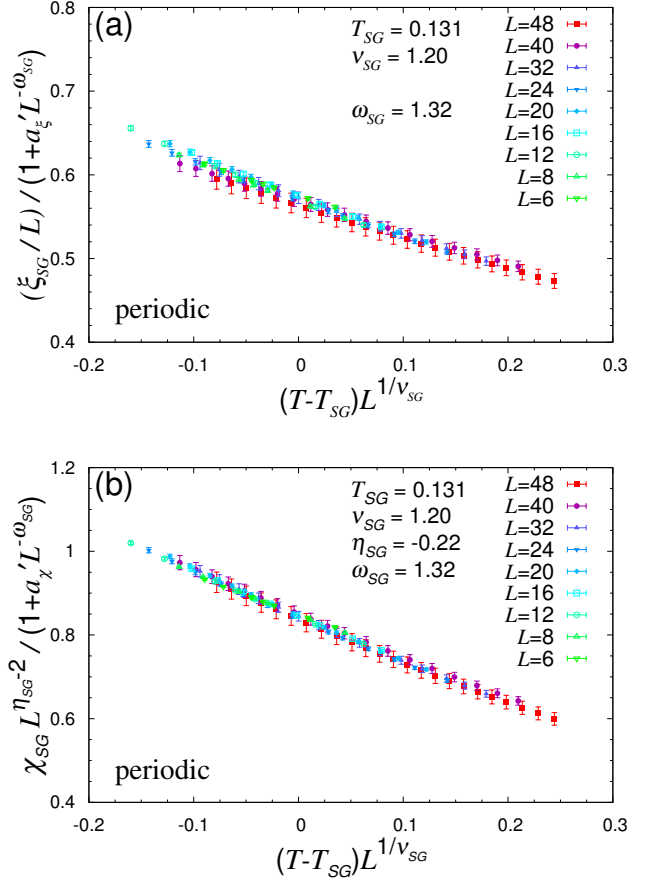 (a)
T_SG = 0.131
ν_SG = 1.20
ω_SG = 1.32
L=48
L=40
L=32
L=24
L=20
L=16
L=12
L=8
L=6
0.8
0.7
0.6
0.5
0.4
(ξ_SG / L) / (1+a_ξ′L^-ω_SG)
periodic
-0.2 -0.1 0 0.1 0.2 0.3
(T-T_SG)L^1/ν_SG
(b)
T_SG = 0.131
ν_SG = 1.20
η_SG = -0.22
ω_SG = 1.32
L=48
L=40
L=32
L=24
L=20
L=16
L=12
L=8
L=6
1.2
1
0.8
0.6
0.4
χ_SG L^η_SG-2 / (1+a_χ′L^-ω_SG)
periodic
-0.2 -0.1 0 0.1 0.2 0.3
(T-T_SG)L^1/ν_SG